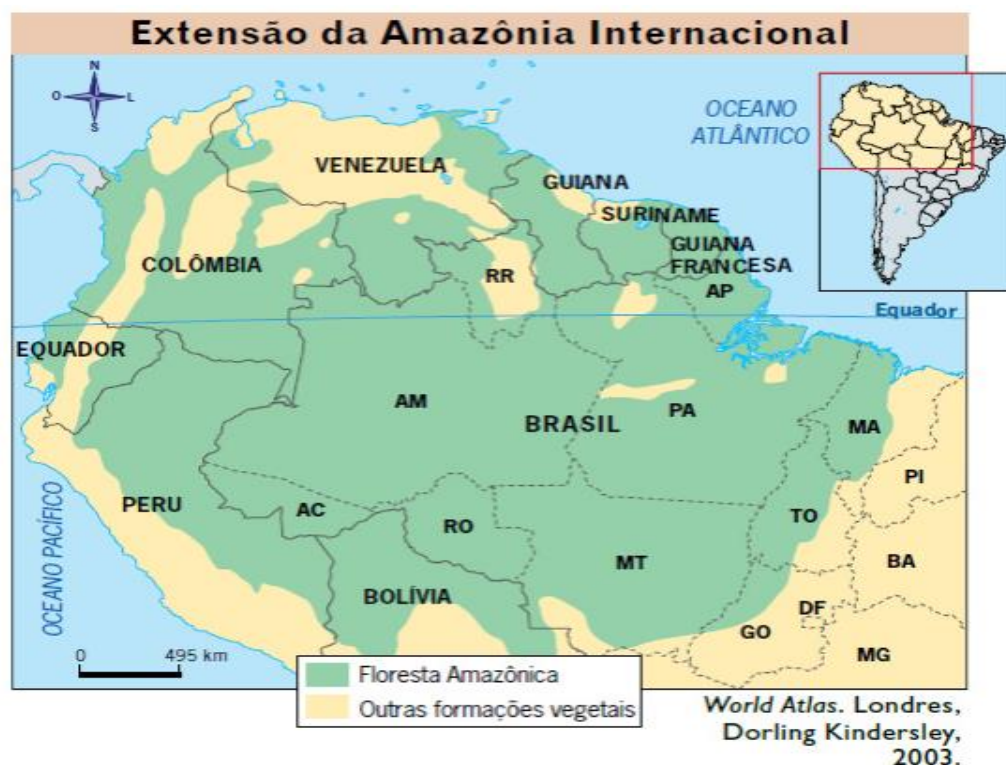 Extensão da Amazônia Internacional
N
O
L
S
OCEANO
ATLÂNTICO
VENEZUELA
GUIANA
SURINAME
GUIANA
FRANCESA
COLÔMBIA
RR
AP
Equador
EQUADOR
AM
BRASIL
PA
MA
PI
PERU
AC
RO
TO
MT
BA
BOLÍVIA
DF
GO
MG
OCEANO PACÍFICO
0 495 km
Floresta Amazônica
Outras formações vegetais
World Atlas. Londres,
Dorling Kindersley,
2003.